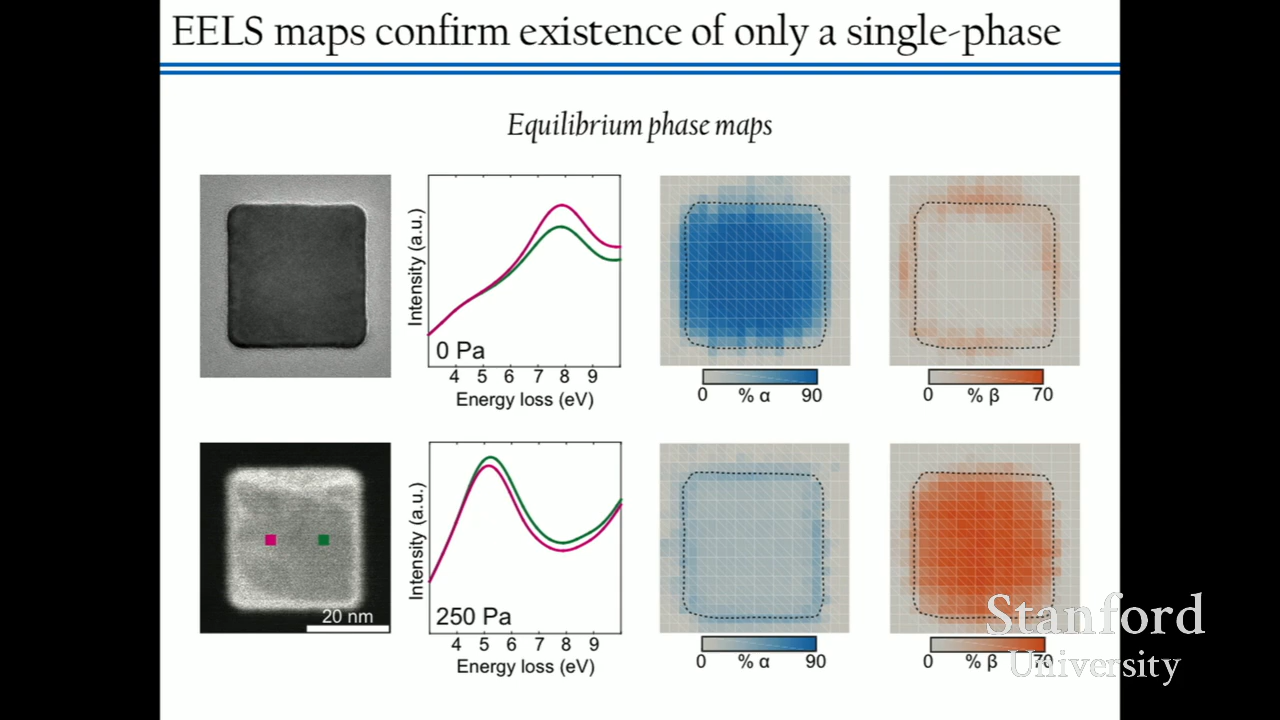 EELS maps confirm existence of only a single-phase
Equilibrium phase maps
Intensity (a.u.)
0 Pa
4 5 6 7 8 9
Energy loss (eV)
0 % α 90
0 % β 70
20 nm
Intensity (a.u.)
250 Pa
4 5 6 7 8 9
Energy loss (eV)
0 % α 90
0 % β 70
Stanford
University